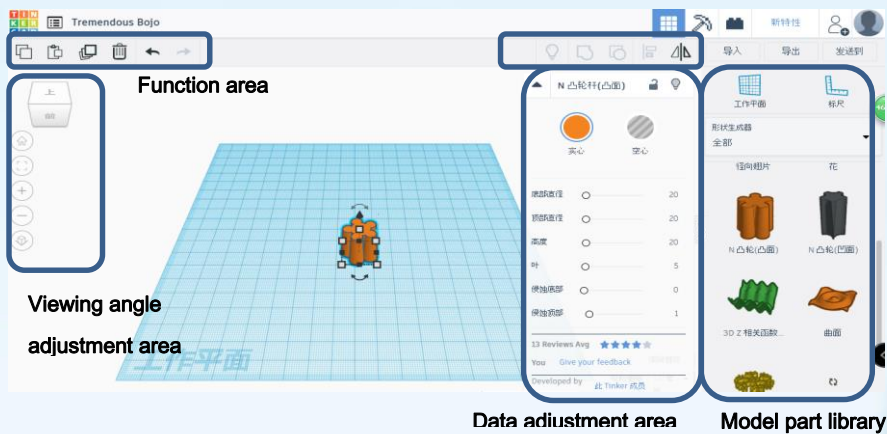 TIN
KER
CAD
Tremendous Bojo
新特性
导入
导出
发送到
Function area
上
N 凸轮秆(凸面)
工作平面
标尺
形状生成器
全部
实心
空心
径向翅片
花
底部直径
20
顶部直径
20
高度
20
叶
5
侵蚀底部
0
侵蚀顶部
1
N 凸轮(凸面)
N 凸轮(凹面)
3D Z 相关函数...
曲面
Viewing angle
adjustment area
工作平面
13 Reviews Avg
You Give your feedback
Developed by
此 Tinker 成员
Data adjustment area
Model part library